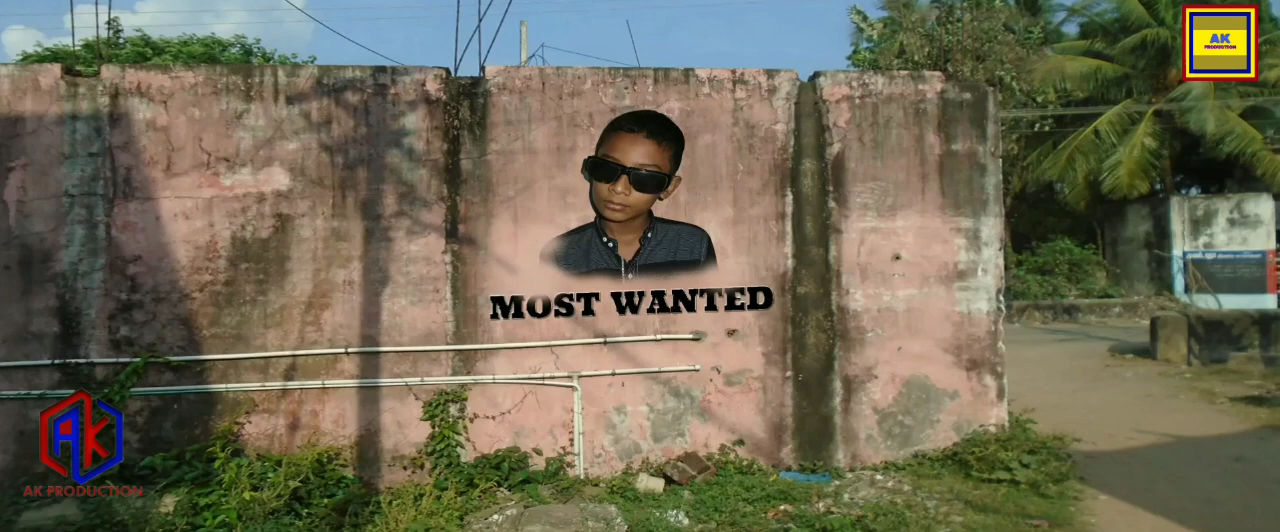 AK
PRODUCTION
MOST WANTED
AK
AK PRODUCTION